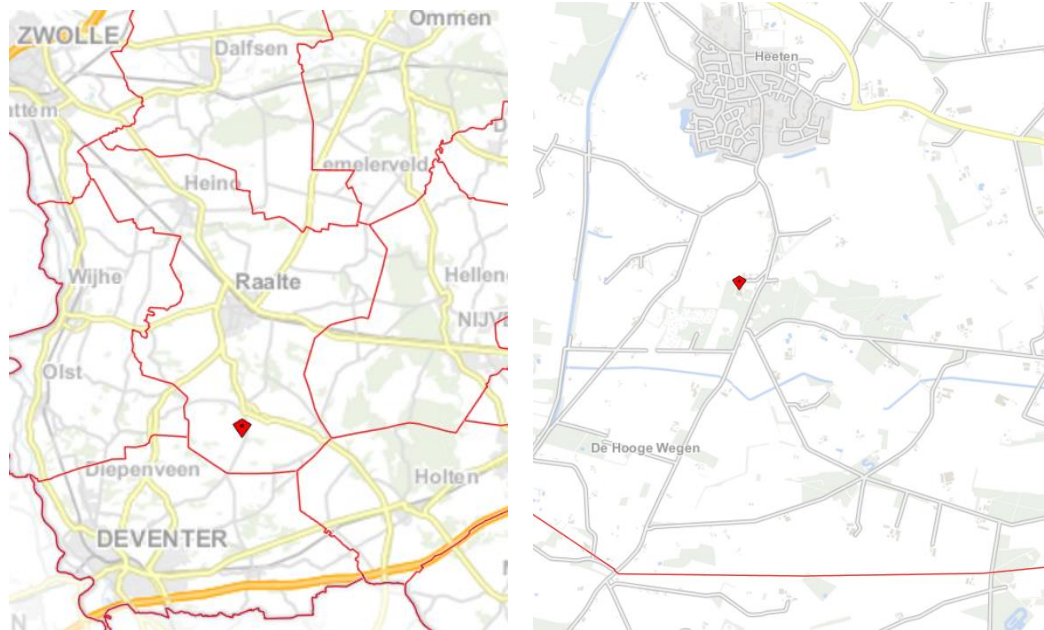 Ommen
ZWOLLE
Dalfsen
attem
emelerveld
Heino
Wijhe
Raalte
Hellen
NIJV
Olst
Diepenveen
Holten
DEVENTER
N
Heeten
De Hooge Wegen